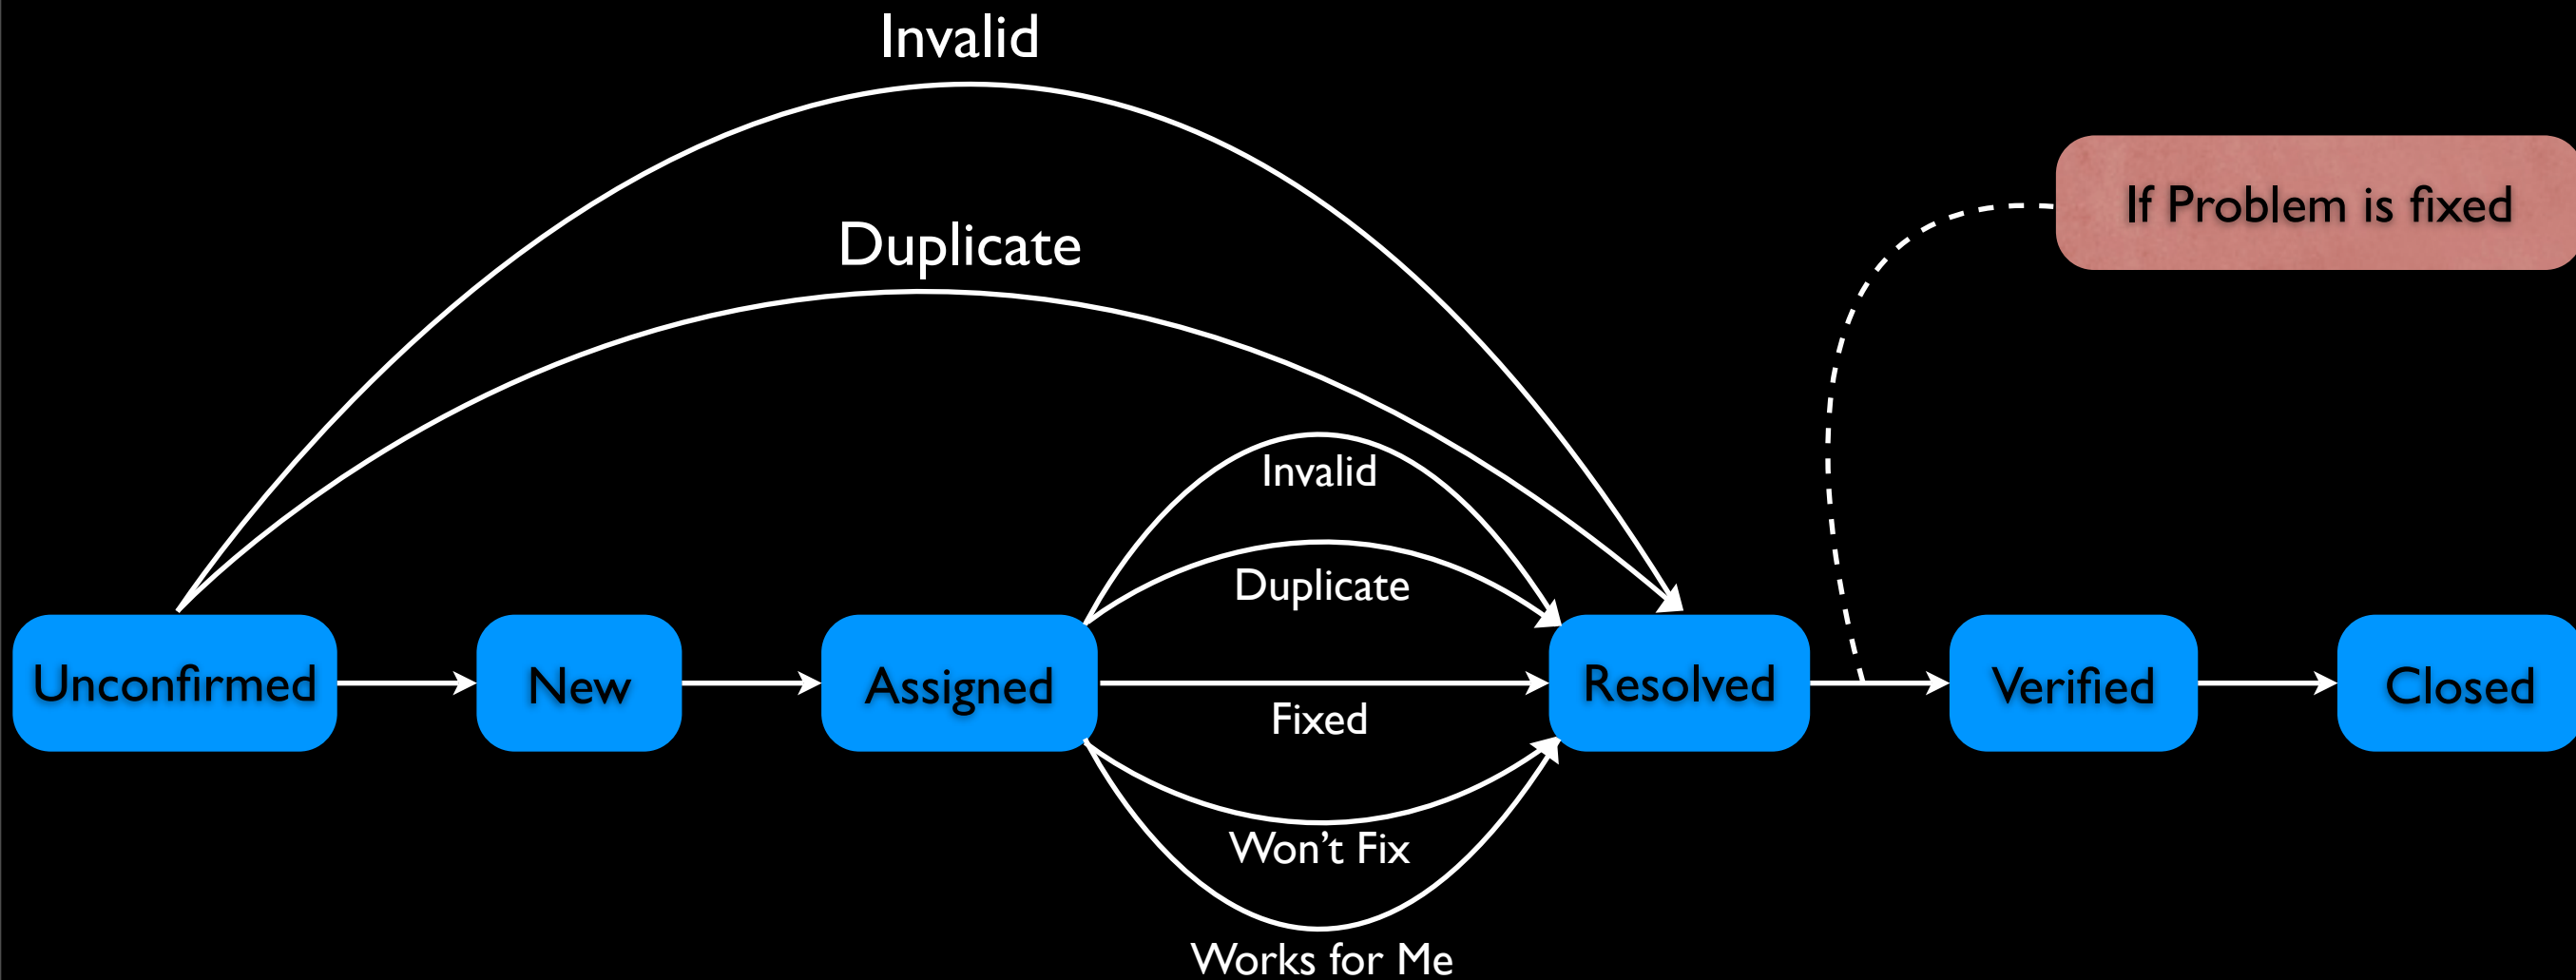 Invalid
If Problem is fixed
Duplicate
Invalid
Duplicate
Unconfirmed
New
Assigned
Resolved
Verified
Closed
Fixed
Won’t Fix
Works for Me